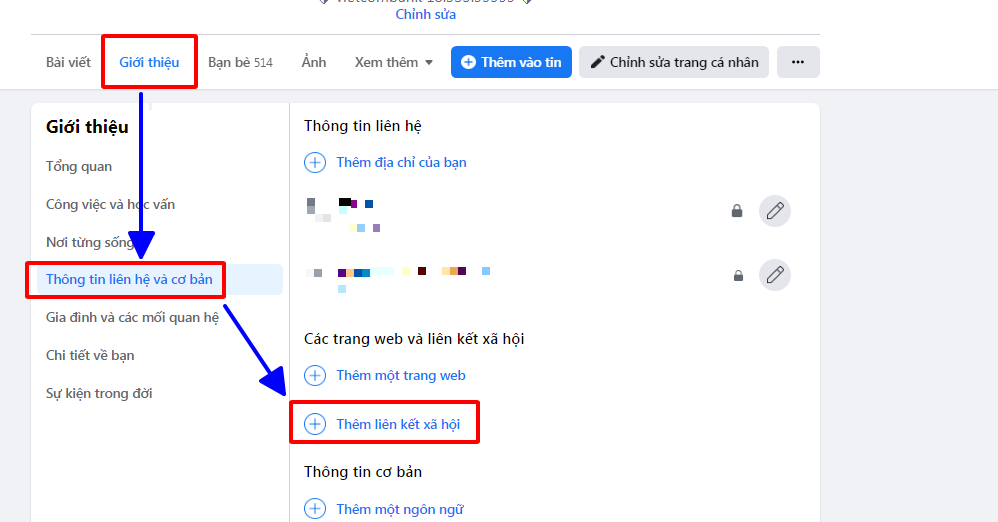 Chỉnh sửa
Bài viết
Giới thiệu
Bạn bè 514
Ảnh
Xem thêm
Thêm vào tin
Chỉnh sửa trang cá nhân
Giới thiệu
Tổng quan
Công việc và học vấn
Nơi từng sống
Thông tin liên hệ và cơ bản
Gia đình và các mối quan hệ
Chi tiết về bạn
Sự kiện trong đời
Thông tin liên hệ
Thêm địa chỉ của bạn
Các trang web và liên kết xã hội
Thêm một trang web
Thêm liên kết xã hội
Thông tin cơ bản
Thêm một ngôn ngữ